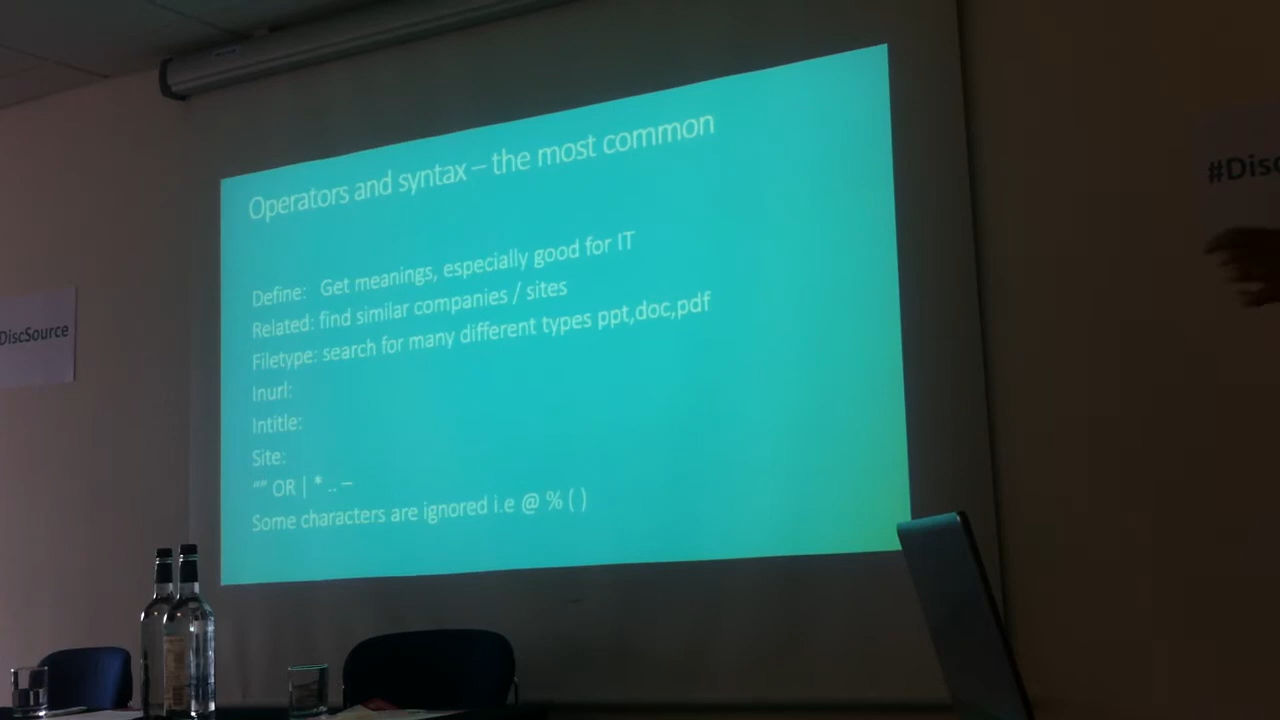 Operators and syntax – the most common
Define: Get meanings, especially good for IT
Related: find similar companies / sites
Filetype: search for many different types ppt,doc,pdf
Inurl:
Intitle:
Site:
“” OR | * .. –
Some characters are ignored i.e @ % ( )
DiscSource
#Disc